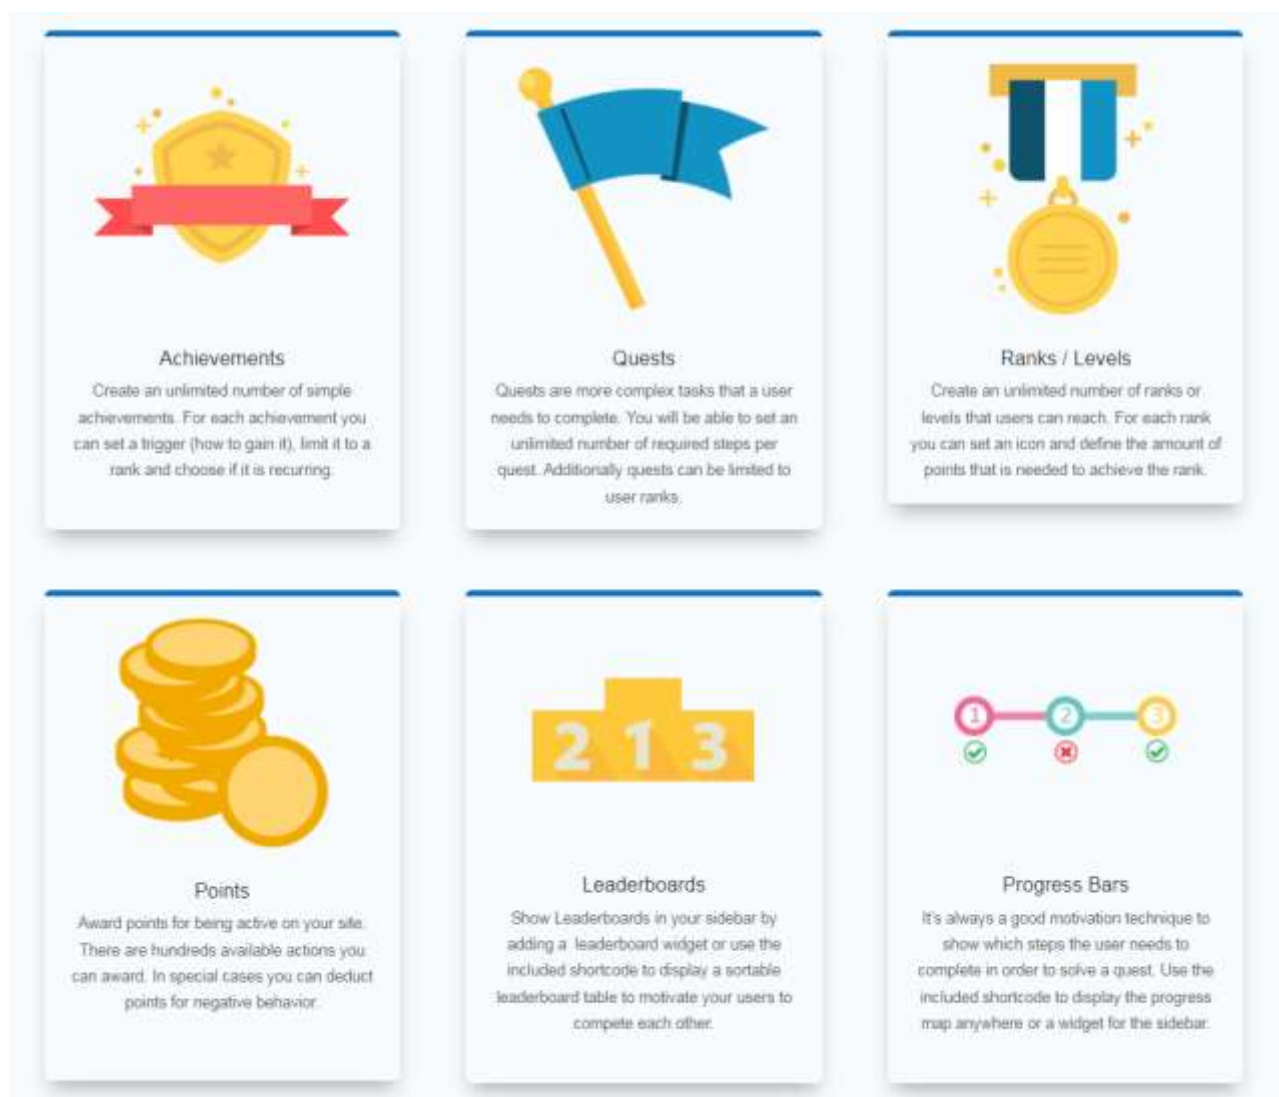 Achievements
Create an unlimited number of simple
achievements. For each achievement you
can set a trigger (how to gain it), limit it to a
rank and choose if it is recurring.
Quests
Quests are more complex tasks that a user
needs to complete. You will be able to set an
unlimited number of required steps per
quest. Additionally quests can be limited to
user ranks.
Ranks / Levels
Create an unlimited number of ranks or
levels that users can reach. For each rank
you can set an icon and define the amount of
points that is needed to achieve the rank.
Points
Award points for being active on your site.
There are hundreds available actions you
can award. In special cases you can deduct
points for negative behavior.
2 1 3
Leaderboards
Show Leaderboards in your sidebar by
adding a leaderboard widget or use the
included shortcode to display a sortable
leaderboard table to motivate your users to
compete each other.
1 2 3
Progress Bars
It's always a good motivation technique to
show which steps the user needs to
complete in order to solve a quest. Use the
included shortcode to display the progress
map anywhere or a widget for the sidebar.